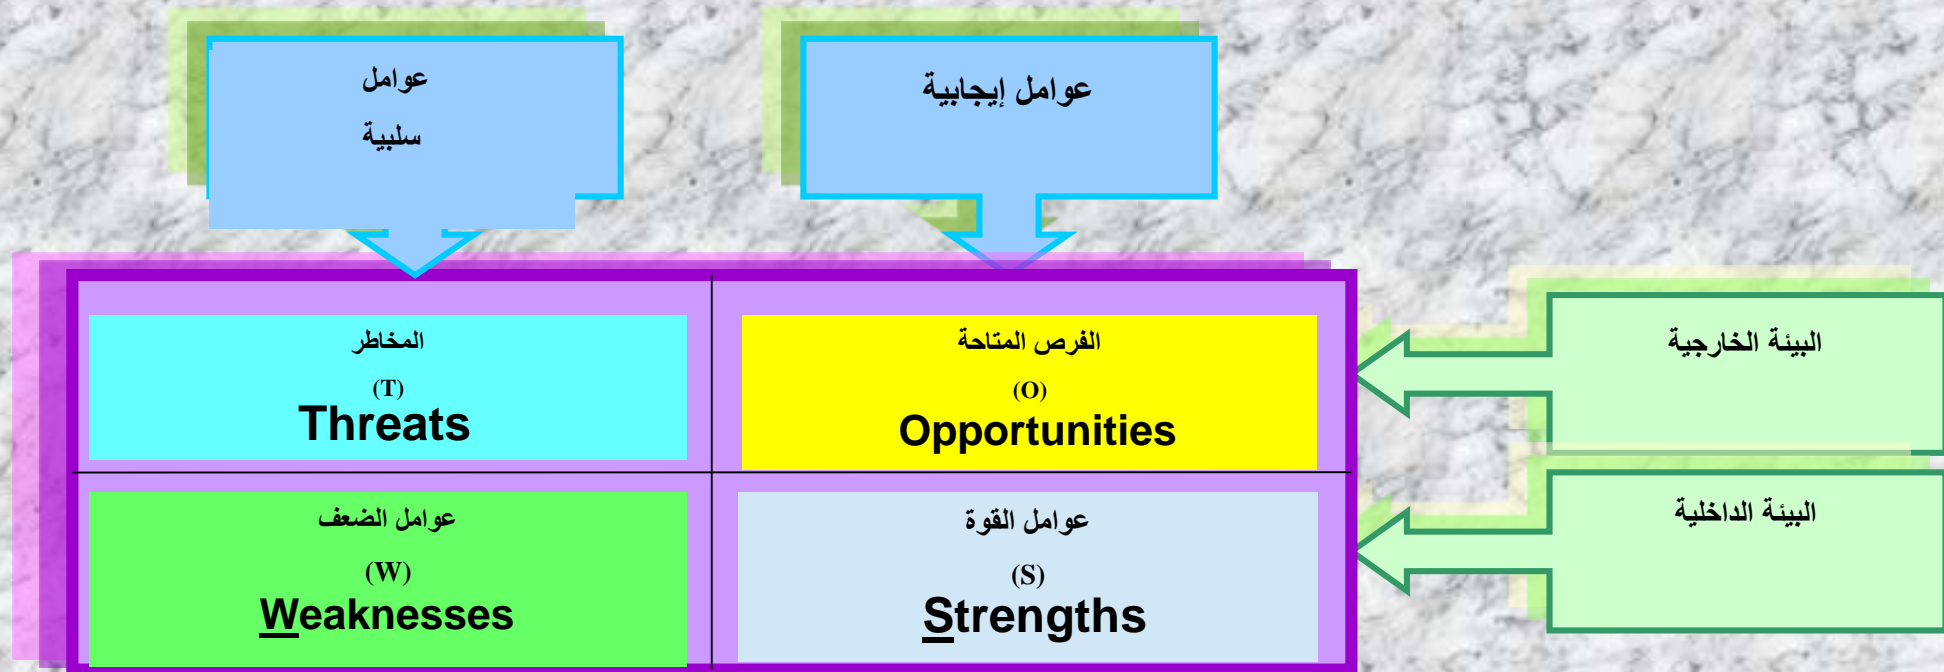 عوامل إيجابية
عوامل
سلبية
البيئة الخارجية
الفرص المتاحة
(O)
Opportunities
المخاطر
(T)
Threats
البيئة الداخلية
عوامل القوة
(S)
Strengths
عوامل الضعف
(W)
Weaknesses